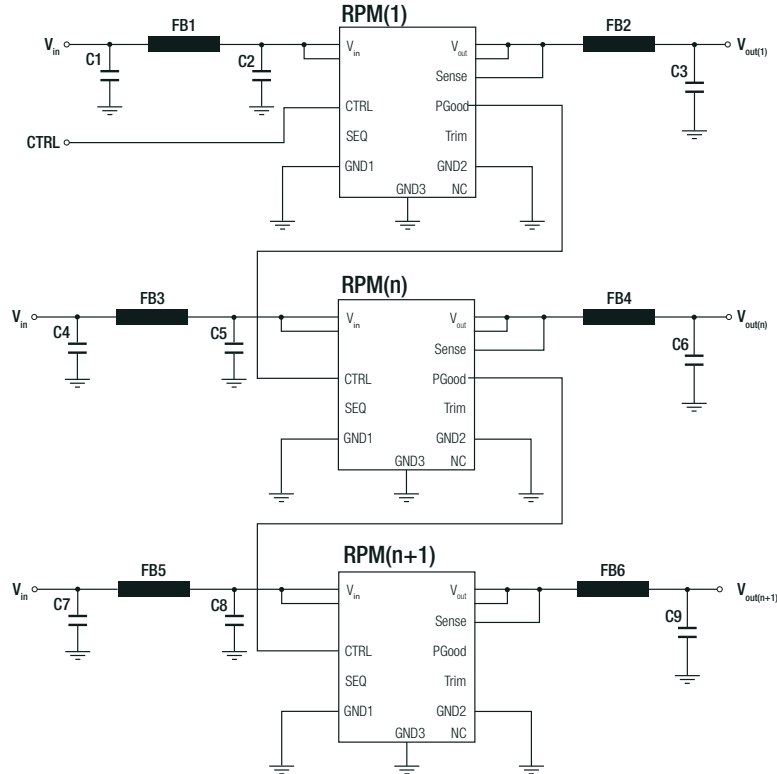 RPM(1)
FB1
FB2
Vin
C1
C2
Vin
Vout
Vout(1)
Sense
C3
CTRL
PGood
CTRL
SEQ
Trim
GND1
GND2
GND3
NC
RPM(n)
FB3
FB4
Vin
C4
C5
Vin
Vout
Vout(n)
Sense
C6
CTRL
PGood
SEQ
Trim
GND1
GND2
GND3
NC
RPM(n+1)
FB5
FB6
Vin
C7
C8
Vin
Vout
Vout(n+1)
Sense
C9
CTRL
PGood
SEQ
Trim
GND1
GND2
GND3
NC